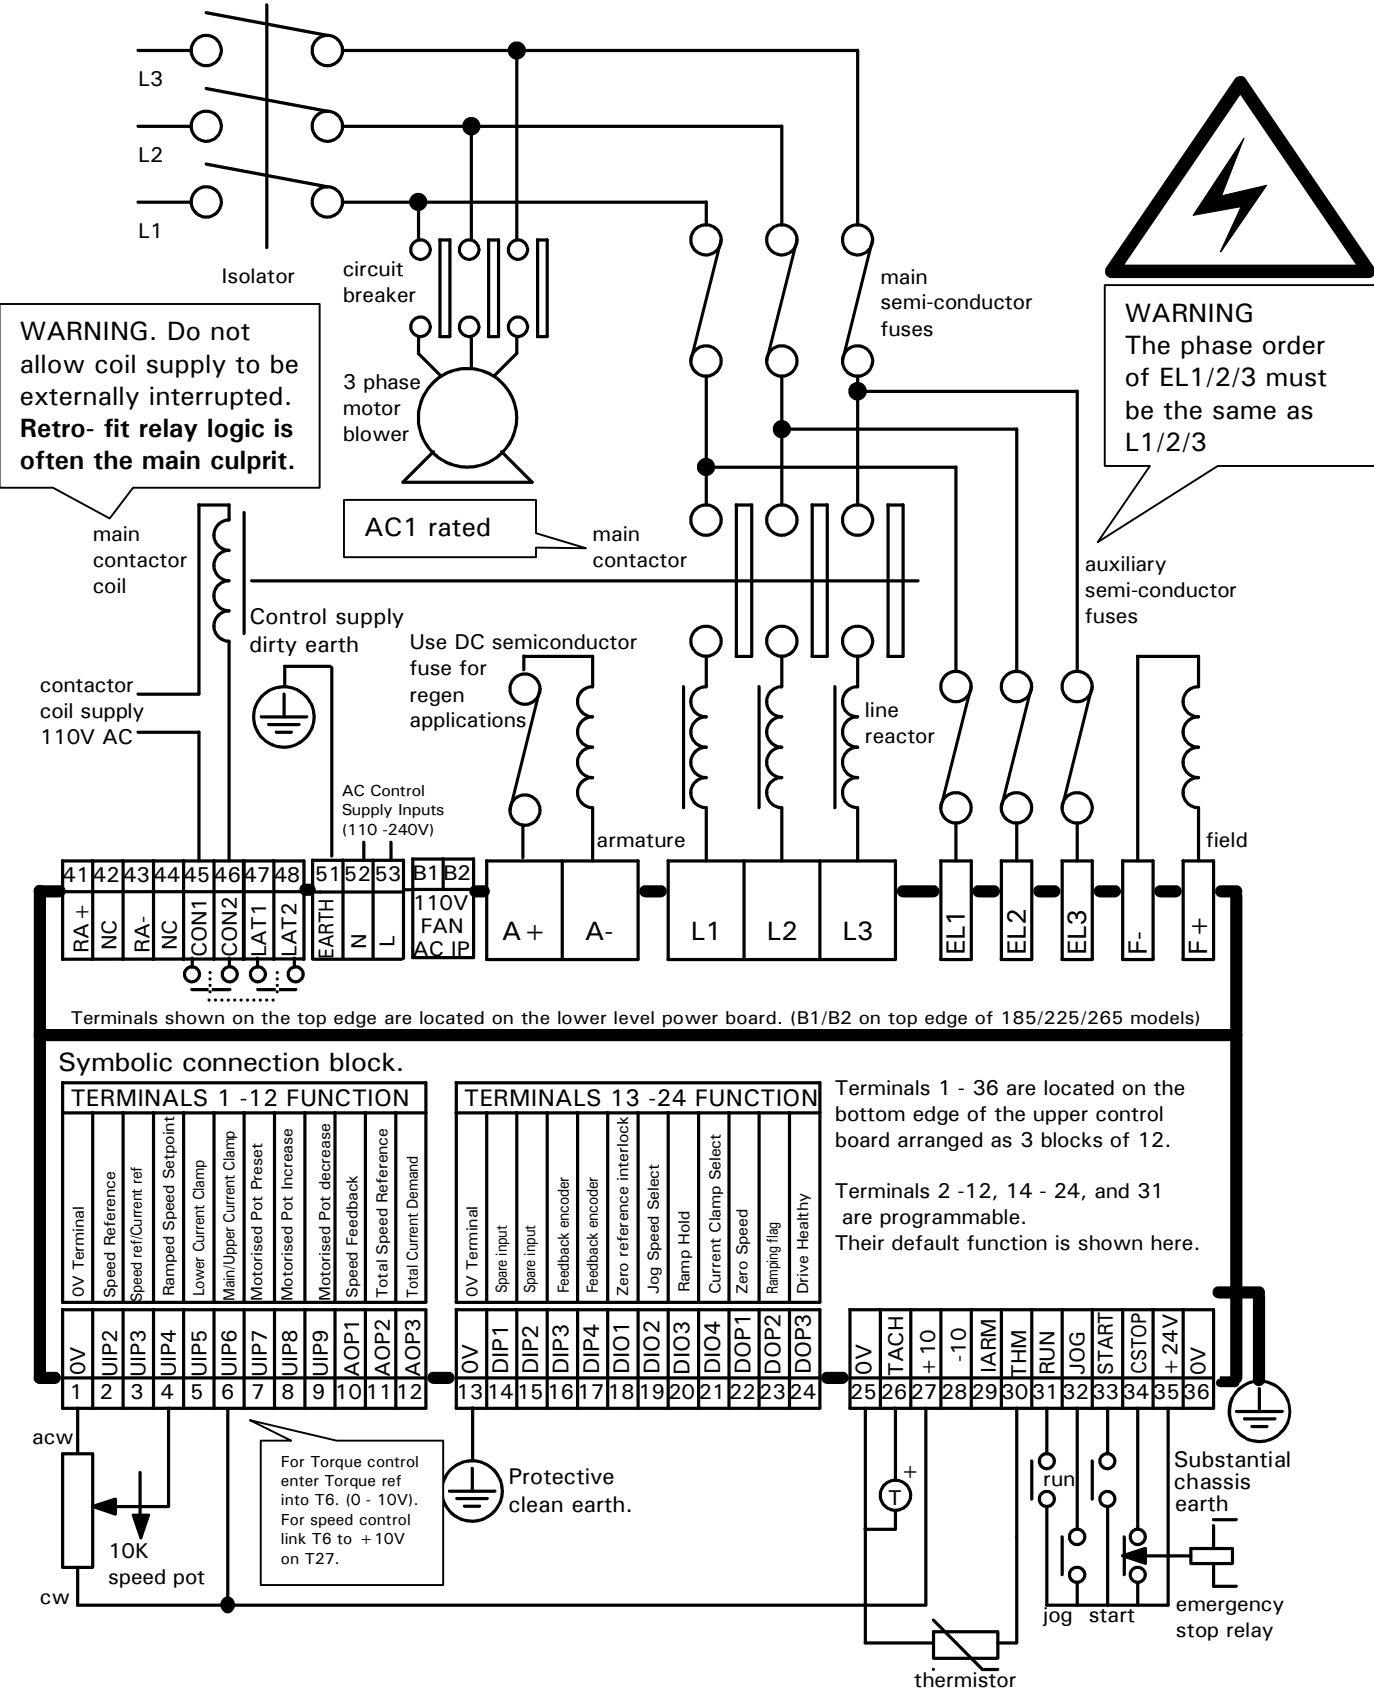 L3
L2
L1
Isolator
circuit
breaker
main
semi-conductor
fuses
WARNING. Do not
allow coil supply to be
externally interrupted.
Retro- fit relay logic is
often the main culprit.
3 phase
motor
blower
WARNING
The phase order
of EL1/2/3 must
be the same as
L1/2/3
main
contactor
coil
AC1 rated
main
contactor
auxiliary
semi-conductor
fuses
Control supply
dirty earth
Use DC semiconductor
fuse for
regen
applications
contactor
coil supply
110V AC
line
reactor
AC Control
Supply Inputs
(110 -240V)
armature
field
41 42 43 44 45 46 47 48
51 52 53
B1 B2
RA+
NC
RA-
NC
CON1
CON2
LAT1
LAT2
EARTH
N
L
110V
FAN
AC IP
A+
A-
L1
L2
L3
EL1
EL2
EL3
F-
F+
Terminals shown on the top edge are located on the lower level power board. (B1/B2 on top edge of 185/225/265 models)
Symbolic connection block.
TERMINALS 1 -12 FUNCTION
0V Terminal
Speed Reference
Speed ref/Current ref
Ramped Speed Setpoint
Lower Current Clamp
Main/Upper Current Clamp
Motorised Pot Preset
Motorised Pot Increase
Motorised Pot decrease
Speed Feedback
Total Speed Reference
Total Current Demand
TERMINALS 13 -24 FUNCTION
0V Terminal
Spare input
Spare input
Feedback encoder
Feedback encoder
Zero reference interlock
Jog Speed Select
Ramp Hold
Current Clamp Select
Zero Speed
Ramping flag
Drive Healthy
Terminals 1 - 36 are located on the
bottom edge of the upper control
board arranged as 3 blocks of 12.
Terminals 2 -12, 14 - 24, and 31
are programmable.
Their default function is shown here.
0V
UIP2
UIP3
UIP4
UIP5
UIP6
UIP7
UIP8
UIP9
AOP1
AOP2
AOP3
1 2 3 4 5 6 7 8 9 10 11 12
0V
DIP1
DIP2
DIP3
DIP4
DIO1
DIO2
DIO3
DIO4
DOP1
DOP2
DOP3
13 14 15 16 17 18 19 20 21 22 23 24
0V
TACH
+10
-10
IARM
THM
RUN
JOG
START
CSTOP
+24V
0V
25 26 27 28 29 30 31 32 33 34 35 36
acw
10K
speed pot
cw
For Torque control
enter Torque ref
into T6. (0 - 10V).
For speed control
link T6 to +10V
on T27.
Protective
clean earth.
+
T
run
jog
start
Substantial
chassis
earth
emergency
stop relay
thermistor